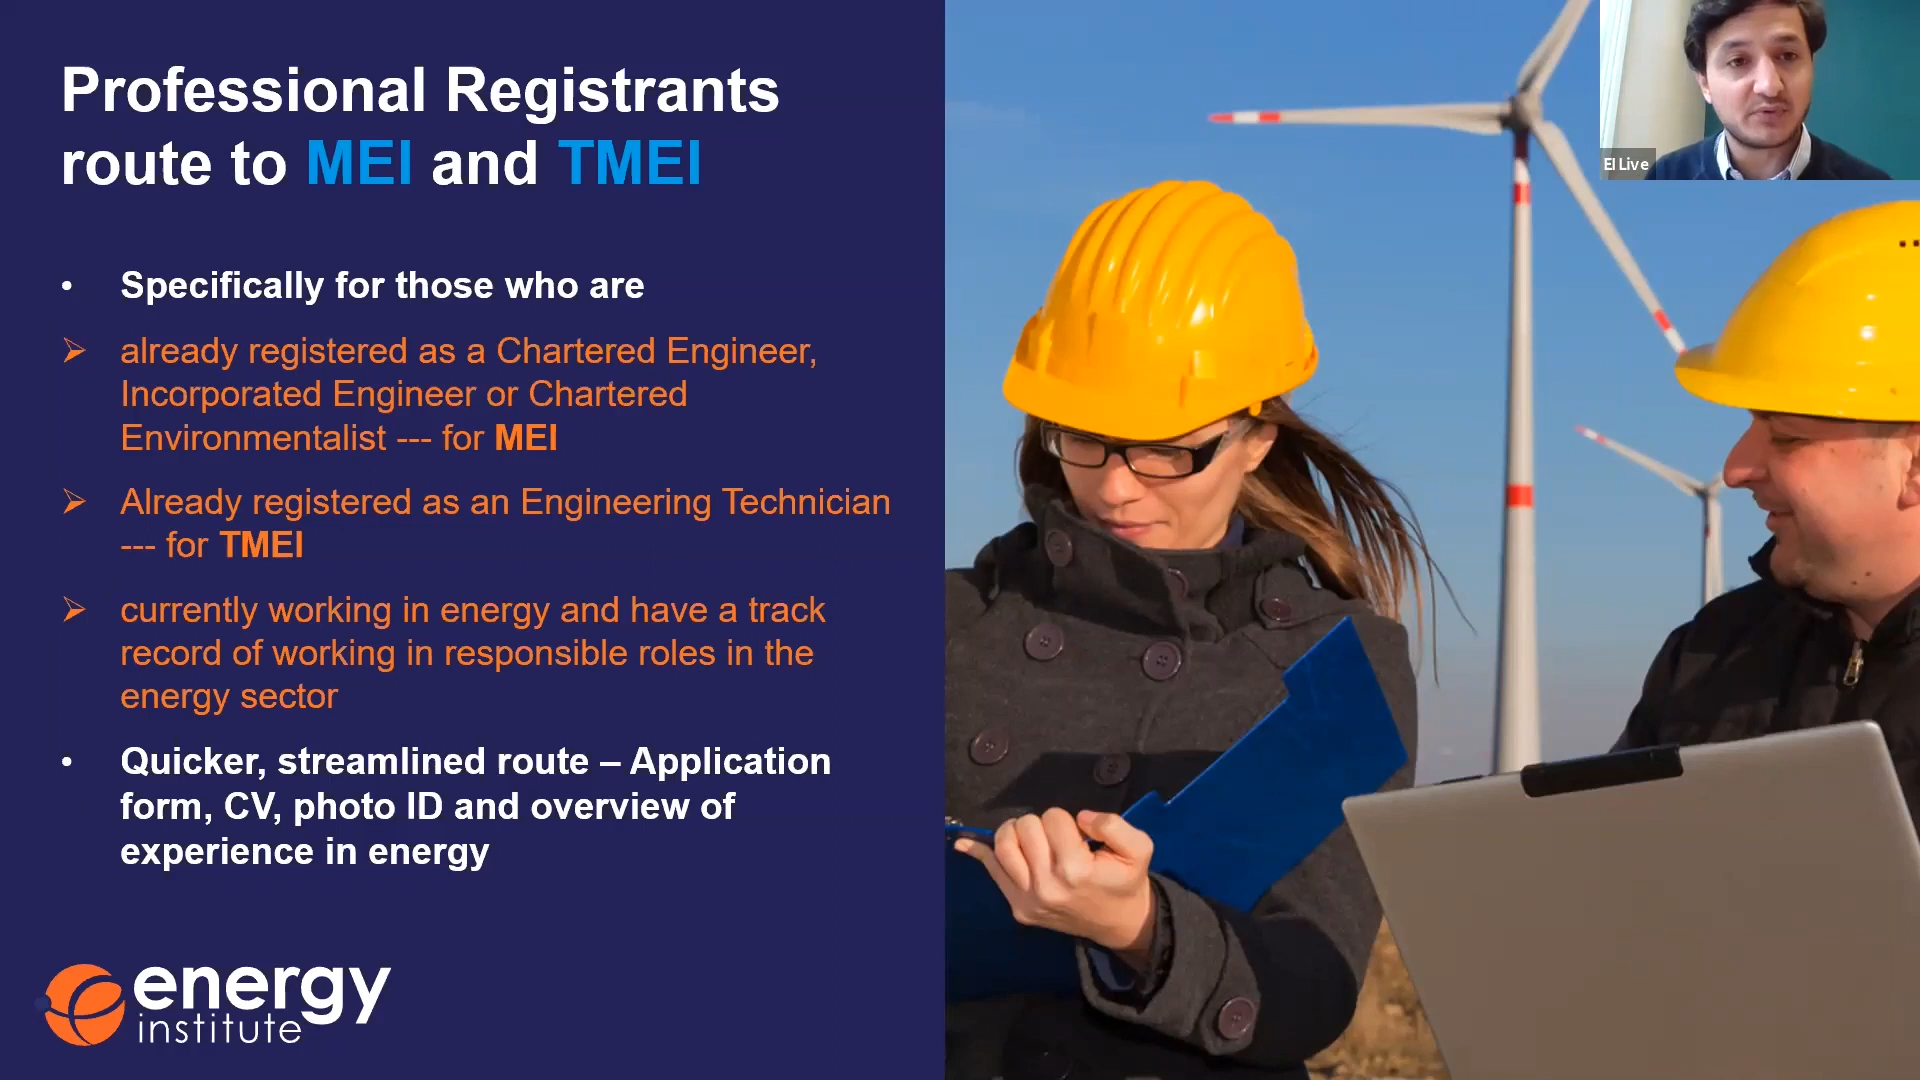 Professional Registrants
route to MEI and TMEI
• Specifically for those who are
➢ already registered as a Chartered Engineer,
Incorporated Engineer or Chartered
Environmentalist --- for MEI
➢ Already registered as an Engineering Technician
--- for TMEI
➢ currently working in energy and have a track
record of working in responsible roles in the
energy sector
• Quicker, streamlined route – Application
form, CV, photo ID and overview of
experience in energy
energy
institute
EI Live